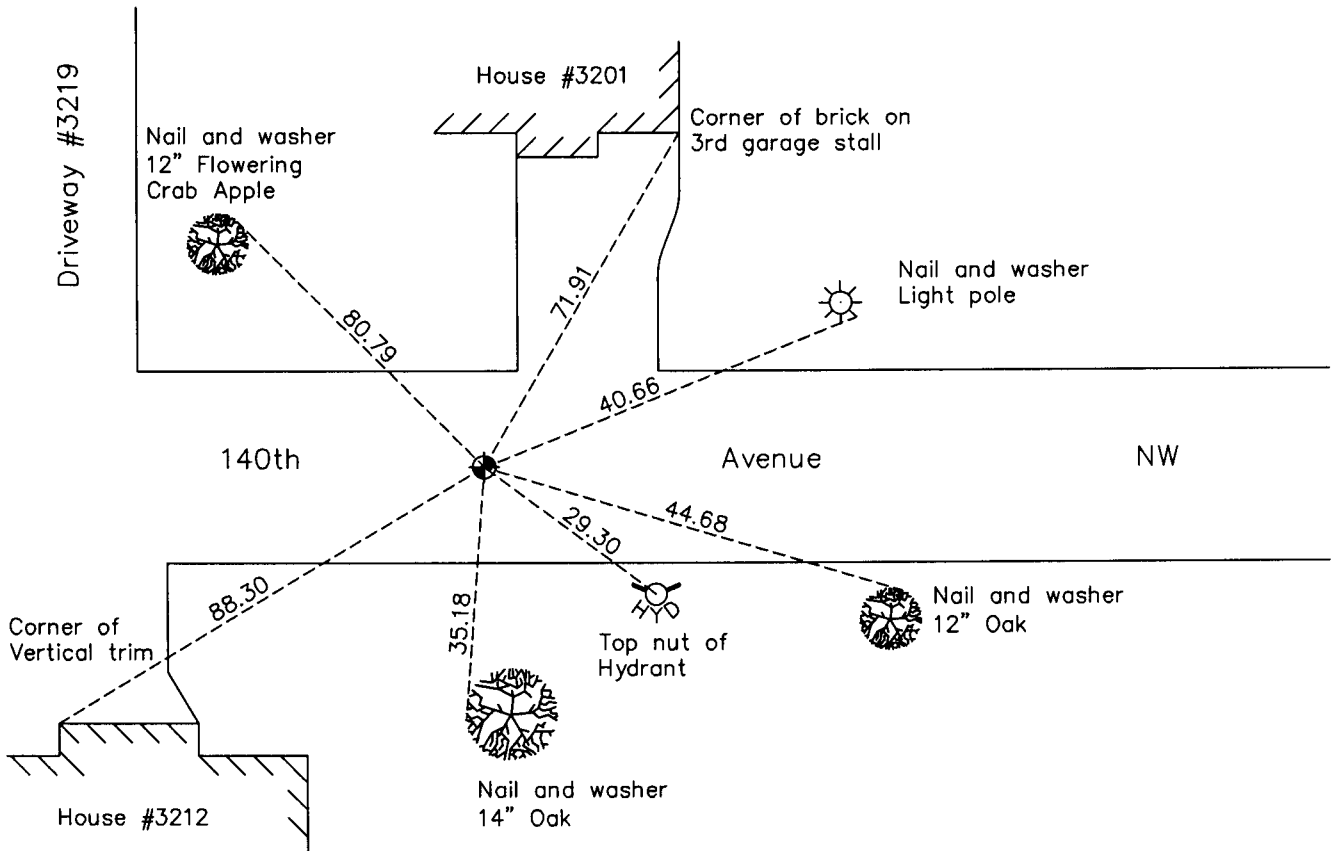 Driveway #3219
House #3201
Nail and washer
12" Flowering
Crab Apple
Corner of brick on
3rd garage stall
Nail and washer
Light pole
80.79
71.91
40.66
140th Avenue NW
88.30
35.18
29.30
44.68
Corner of
Vertical trim
HYD
Top nut of
Hydrant
Nail and washer
12" Oak
Nail and washer
14" Oak
House #3212